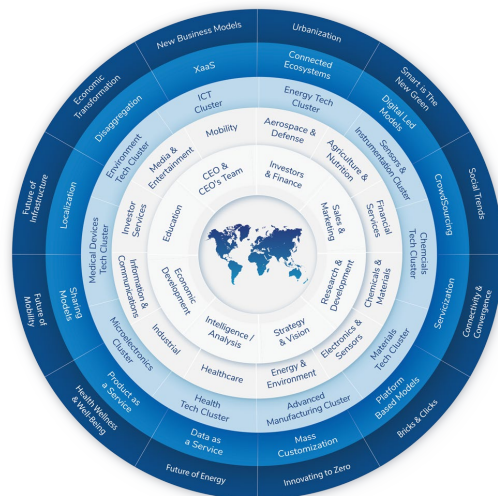 New Business Models
Urbanization
Smart is The
New Green
Social Trends
Connectivity &
Convergence
Bricks & Clicks
Innovating to Zero
Future of Energy
Health Wellness
& Well-Being
Future of
Mobility
Future of
Infrastructure
Economic
Transformation
XaaS
Connected
Ecosystems
Digital Led
Models
CrowdSourcing
Servicization
Platform
Based Models
Mass
Customization
Data as
a Service
Product as
a Service
Sharing
Models
Localization
Disaggregation
ICT
Cluster
Energy Tech
Cluster
Sensors &
Instrumentation Cluster
Chemicals
Tech Cluster
Materials
Tech Cluster
Advanced
Manufacturing Cluster
Health
Tech Cluster
Microelectronics
Cluster
Medical Devices
Tech Cluster
Environment
Tech Cluster
Mobility
Aerospace &
Defense
Agriculture &
Nutrition
Financial
Services
Chemicals &
Materials
Electronics &
Sensors
Energy &
Environment
Healthcare
Industrial
Information &
Communications
Investor
Services
Media &
Entertainment
CEO &
CEO's Team
Investors
& Finance
Sales &
Marketing
Research &
Development
Strategy
& Vision
Intelligence /
Analysis
Economic
Development
Education